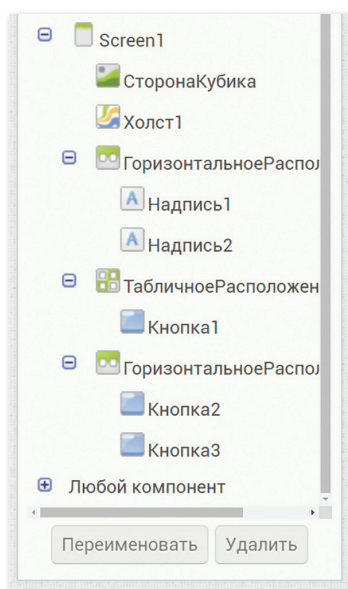 Screen1
СторонаКубика
Холст1
ГоризонтальноеРаспол
Надпись1
Надпись2
ТабличноеРасположен
Кнопка1
ГоризонтальноеРаспол
Кнопка2
Кнопка3
Любой компонент
Переименовать Удалить